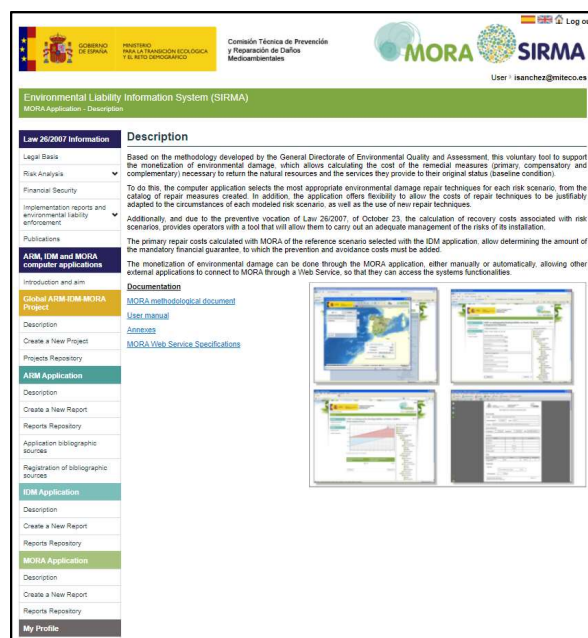 Log ou
GOBIERNO
DE ESPAÑA
MINISTERIO
PARA LA TRANSICIÓN ECOLÓGICA
Y EL RETO DEMOGRÁFICO
Comisión Técnica de Prevención
y Reparación de Daños
Medioambientales
MORA
SIRMA
User : isanchez@miteco.es
Environmental Liability Information System (SIRMA)
MORA Application - Description
Law 26/2007 Information
Legal Basis
Risk Analysis
Financial Security
Implementation reports and
environmental liability
enforcement
Publications
ARM, IDM and MORA
computer applications
Introduction and aim
Global ARM-IDM-MORA
Project
Description
Create a New Project
Projects Repository
ARM Application
Description
Create a New Report
Reports Repository
Application bibliographic
sources
Registration of bibliographic
sources
IDM Application
Description
Create a New Report
Reports Repository
MORA Application
Description
Create a New Report
Reports Repository
My Profile
Description
Based on the methodology developed by the General Directorate of Environmental Quality and Assessment, this voluntary tool to support
the monetization of environmental damage, which allows calculating the cost of the remedial measures (primary, compensatory and
complementary) necessary to return the natural resources and the services they provide to their original status (baseline condition).
To do this, the computer application selects the most appropriate environmental damage repair techniques for each risk scenario, from the
catalog of repair measures created. In addition, the application offers flexibility to allow the costs of repair techniques to be justifiably
adapted to the circumstances of each modeled risk scenario, as well as the use of new repair techniques.
Additionally, and due to the preventive vocation of Law 26/2007, of October 23, the calculation of recovery costs associated with risk
scenarios, provides operators with a tool that will allow them to carry out an adequate management of the risks of its installation.
The primary repair costs calculated with MORA of the reference scenario selected with the IDM application, allow determining the amount of
the mandatory financial guarantee, to which the prevention and avoidance costs must be added.
The monetization of environmental damage can be done through the MORA application, either manually or automatically, allowing other
external applications to connect to MORA through a Web Service, so that they can access the systems functionalities.
Documentation
MORA methodological document
User manual
Annexes
MORA Web Service Specifications